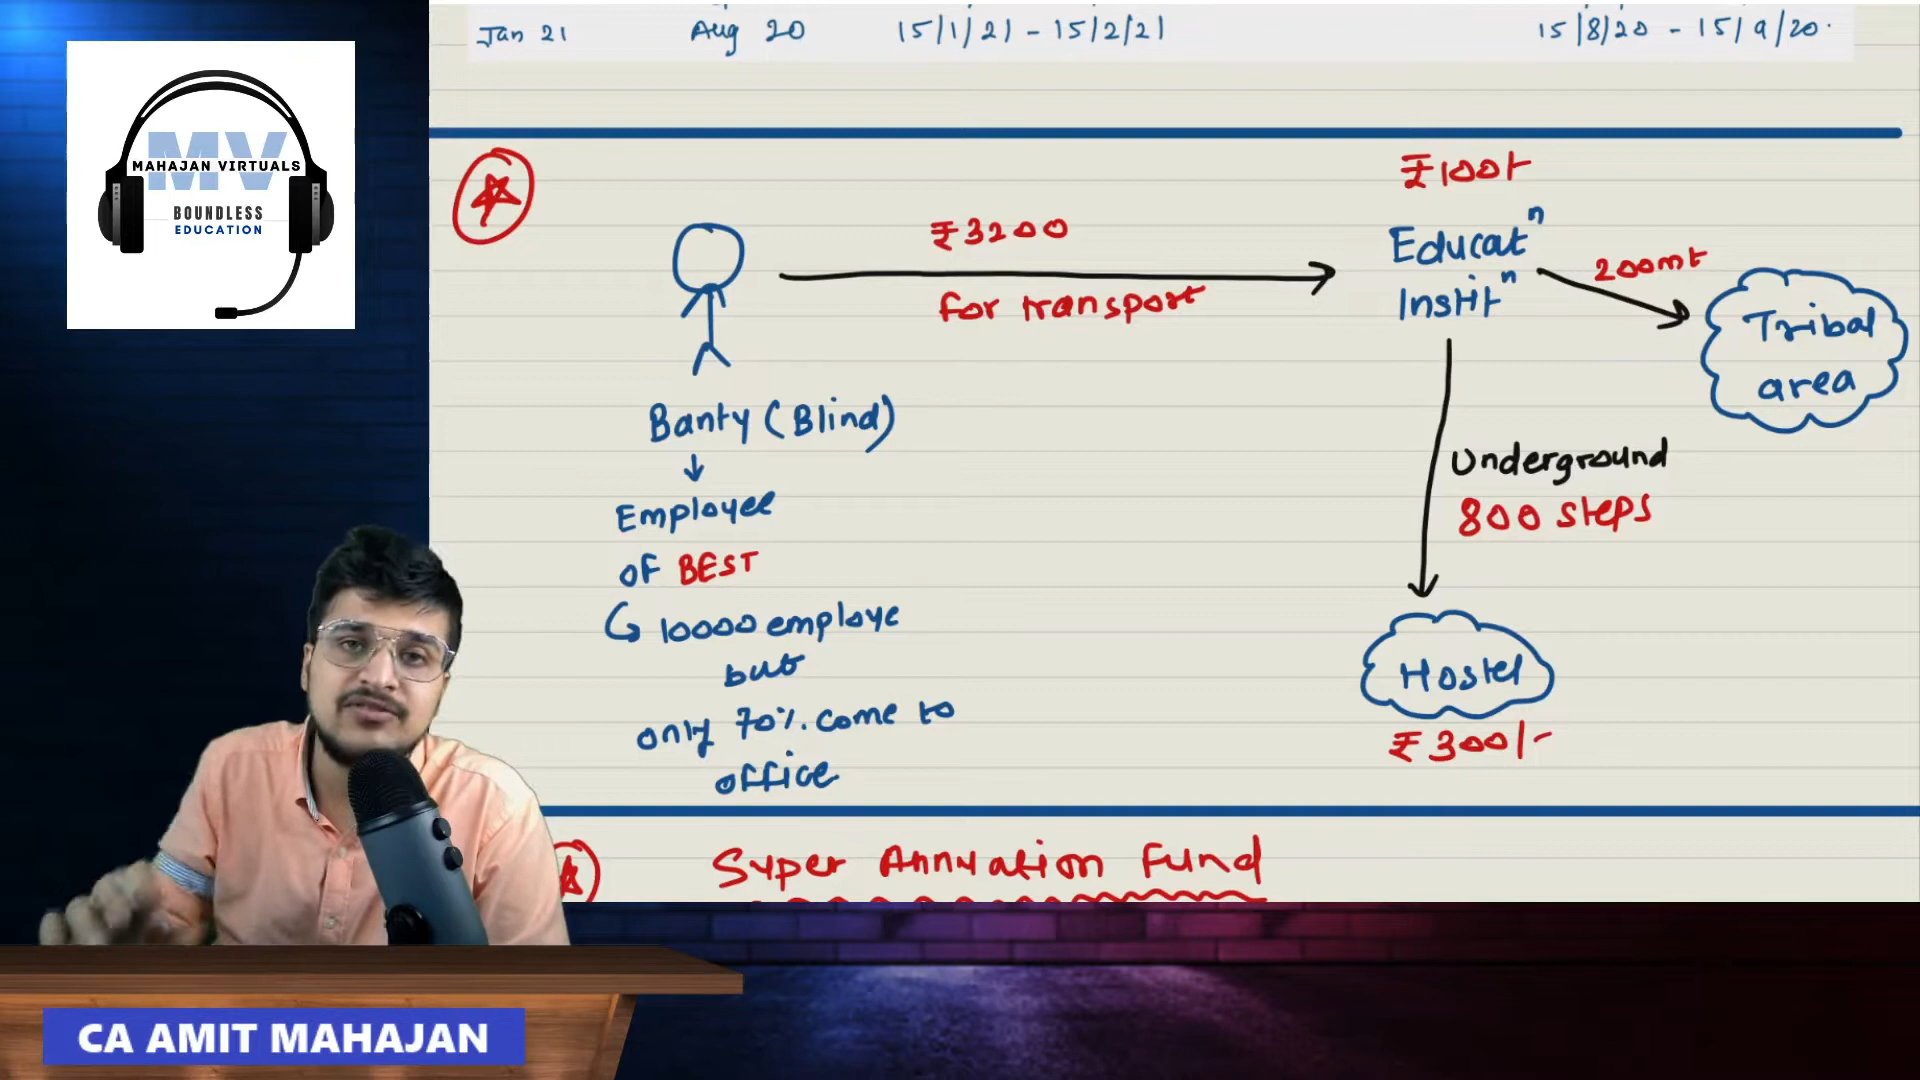 Jan 21 Aug 20 15/1/21 - 15/2/21 15/8/20 - 15/9/20
MV
MAHAJAN VIRTUALS
BOUNDLESS
EDUCATION
₹100/-
₹3200
for transport
Educatⁿ
Institⁿ
200mt
Tribal
area
Banty (Blind)
Employee
of BEST
10000 employe
but
only 70% come to
office
Underground
800 steps
Hostel
₹300/-
Super Annuation Fund
CA AMIT MAHAJAN